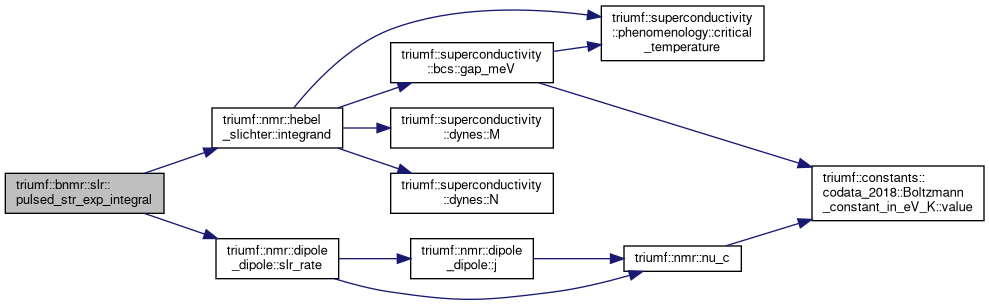 triumf::bnmr::slr::
pulsed_str_exp_integral
triumf::nmr::hebel
_slichter::integrand
triumf::superconductivity
::phenomenology::critical
_temperature
triumf::superconductivity
::bcs::gap_meV
triumf::superconductivity
::dynes::M
triumf::superconductivity
::dynes::N
triumf::constants::
codata_2018::Boltzmann
_constant_in_eV_K::value
triumf::nmr::dipole
_dipole::slr_rate
triumf::nmr::dipole
_dipole::j
triumf::nmr::nu_c